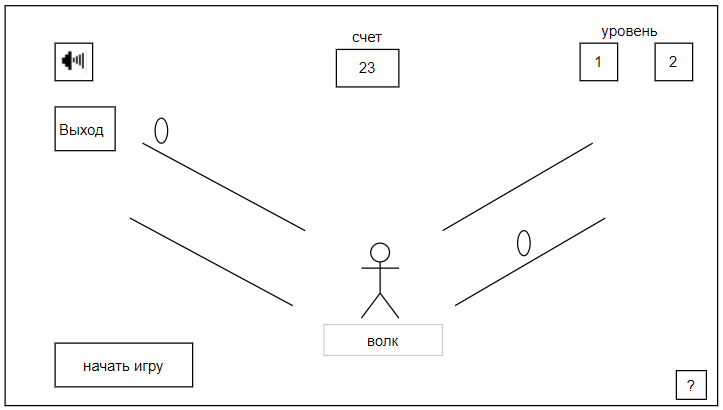 счет
уровень
23
1
2
Выход
волк
начать игру
?